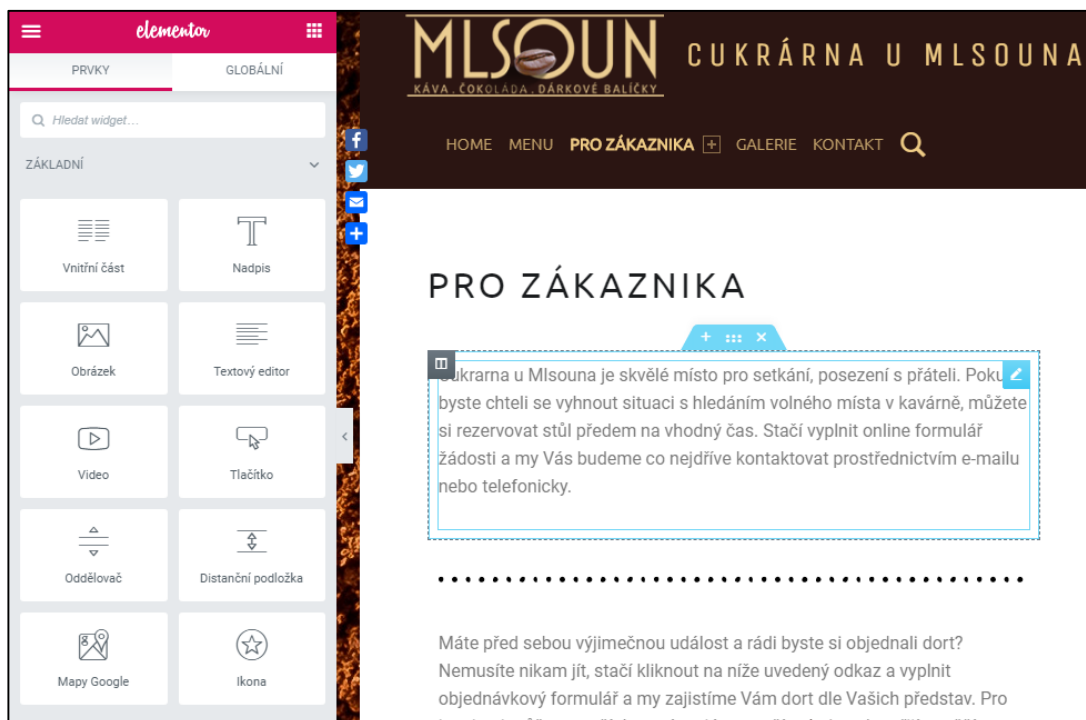 elementor
PRVKY
GLOBÁLNÍ
Hledat widget...
ZÁKLADNÍ
Vnitřní část
Nadpis
Obrázek
Textový editor
Video
Tlačítko
Oddělovač
Distanční podložka
Mapy Google
Ikona
MLSOUN
KÁVA . ČOKOLÁDA . DÁRKOVÉ BALÍČKY
CUKRÁRNA U MLSOUNA
HOME MENU PRO ZÁKAZNIKA GALERIE KONTAKT
PRO ZÁKAZNIKA
Cukrarna u Mlsouna je skvělé místo pro setkání, posezení s přáteli.
byste chteli se vyhnout situaci s hledáním volného místa v kavárně, můžete
si rezervovat stůl předem na vhodný čas. Stačí vyplnit online formulář
žádosti a my Vás budeme co nejdříve kontaktovat prostřednictvím e-mailu
nebo telefonicky.
Máte před sebou výjimečnou událost a rádi byste si objednali dort?
Nemusíte nikam jít, stačí kliknout na níže uvedený odkaz a vyplnit
objednávkový formulář a my zajistíme Vám dort dle Vašich představ. Pro